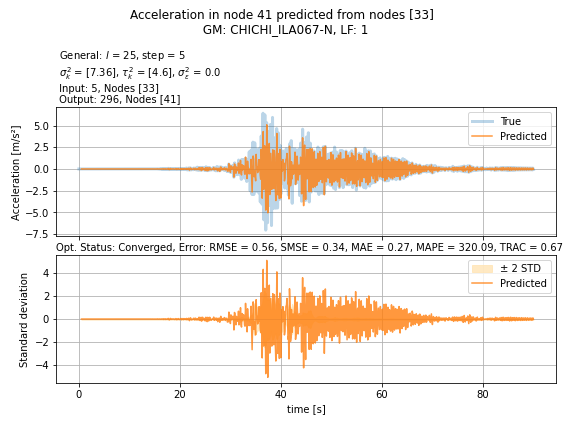 Acceleration in node 41 predicted from nodes [33]
GM: CHICHI_ILA067-N, LF: 1
General: l = 25, step = 5
σ²ₖ = [7.36], τ²ₖ = [4.6], σ²ε = 0.0
Input: 5, Nodes [33]
Output: 296, Nodes [41]
Acceleration [m/s²]
5.0
2.5
0.0
−2.5
−5.0
−7.5
True
Predicted
Opt. Status: Converged, Error: RMSE = 0.56, SMSE = 0.34, MAE = 0.27, MAPE = 320.09, TRAC = 0.67
Standard deviation
4
2
0
−2
−4
± 2 STD
Predicted
0 20 40 60 80
time [s]